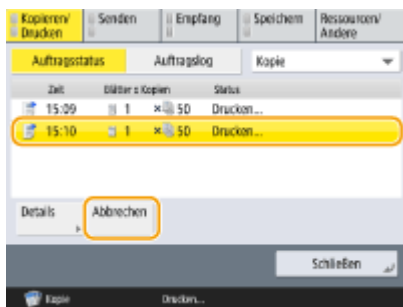 Kopieren/ Drucken
Senden
Empfang
Speichern
Ressourcen/ Andere
Auftragsstatus
Auftragslog
Kopie
Zeit Blätter x Kopien Status
15:09 1 × 50 Drucken...
15:10 1 × 50 Drucken...
Details
Abbrechen
Schließen
Kopie Drucken...